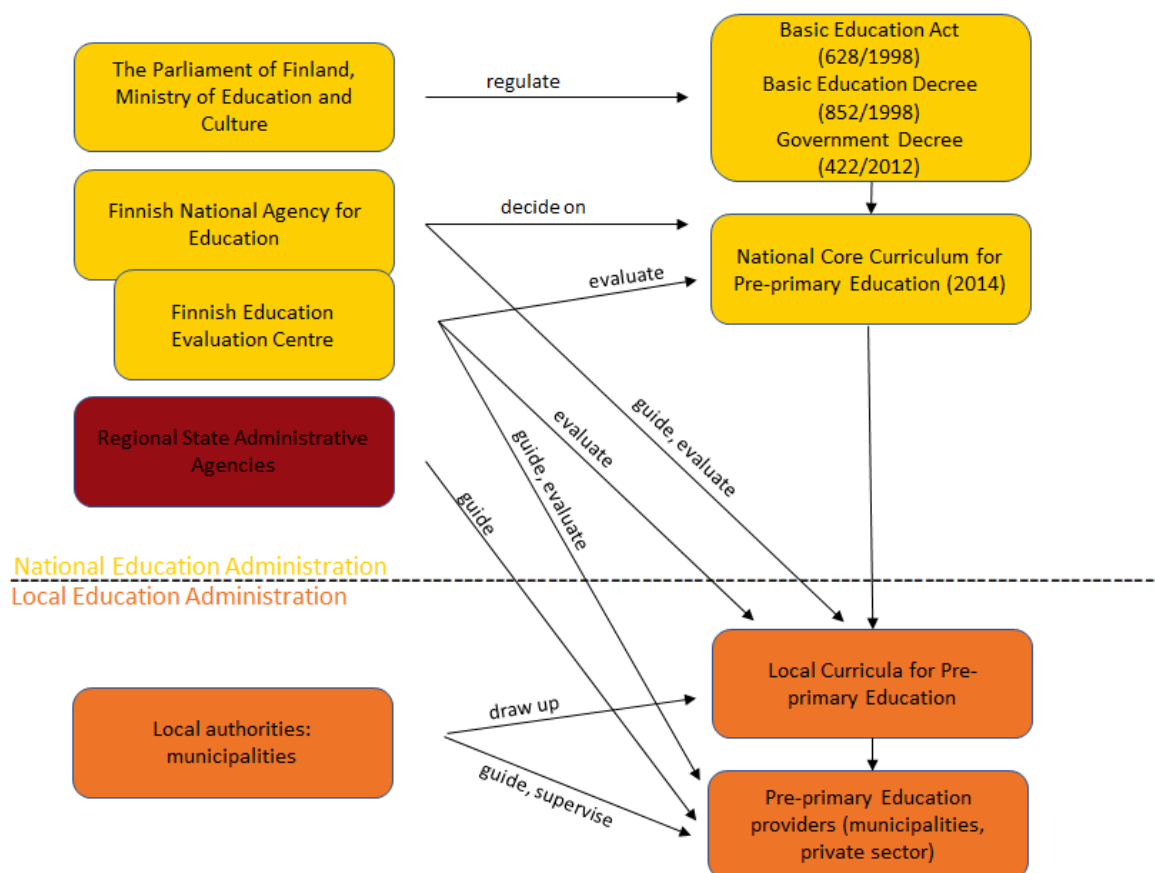 The Parliament of Finland,
Ministry of Education and
Culture
regulate
Basic Education Act
(628/1998)
Basic Education Decree
(852/1998)
Government Decree
(422/2012)
Finnish National Agency for
Education
decide on
National Core Curriculum for
Pre-primary Education (2014)
Finnish Education
Evaluation Centre
evaluate
evaluate
guide, evaluate
guide, evaluate
Regional State Administrative
Agencies
guide
National Education Administration
Local Education Administration
Local authorities:
municipalities
draw up
guide, supervise
Local Curricula for Pre-
primary Education
Pre-primary Education
providers (municipalities,
private sector)